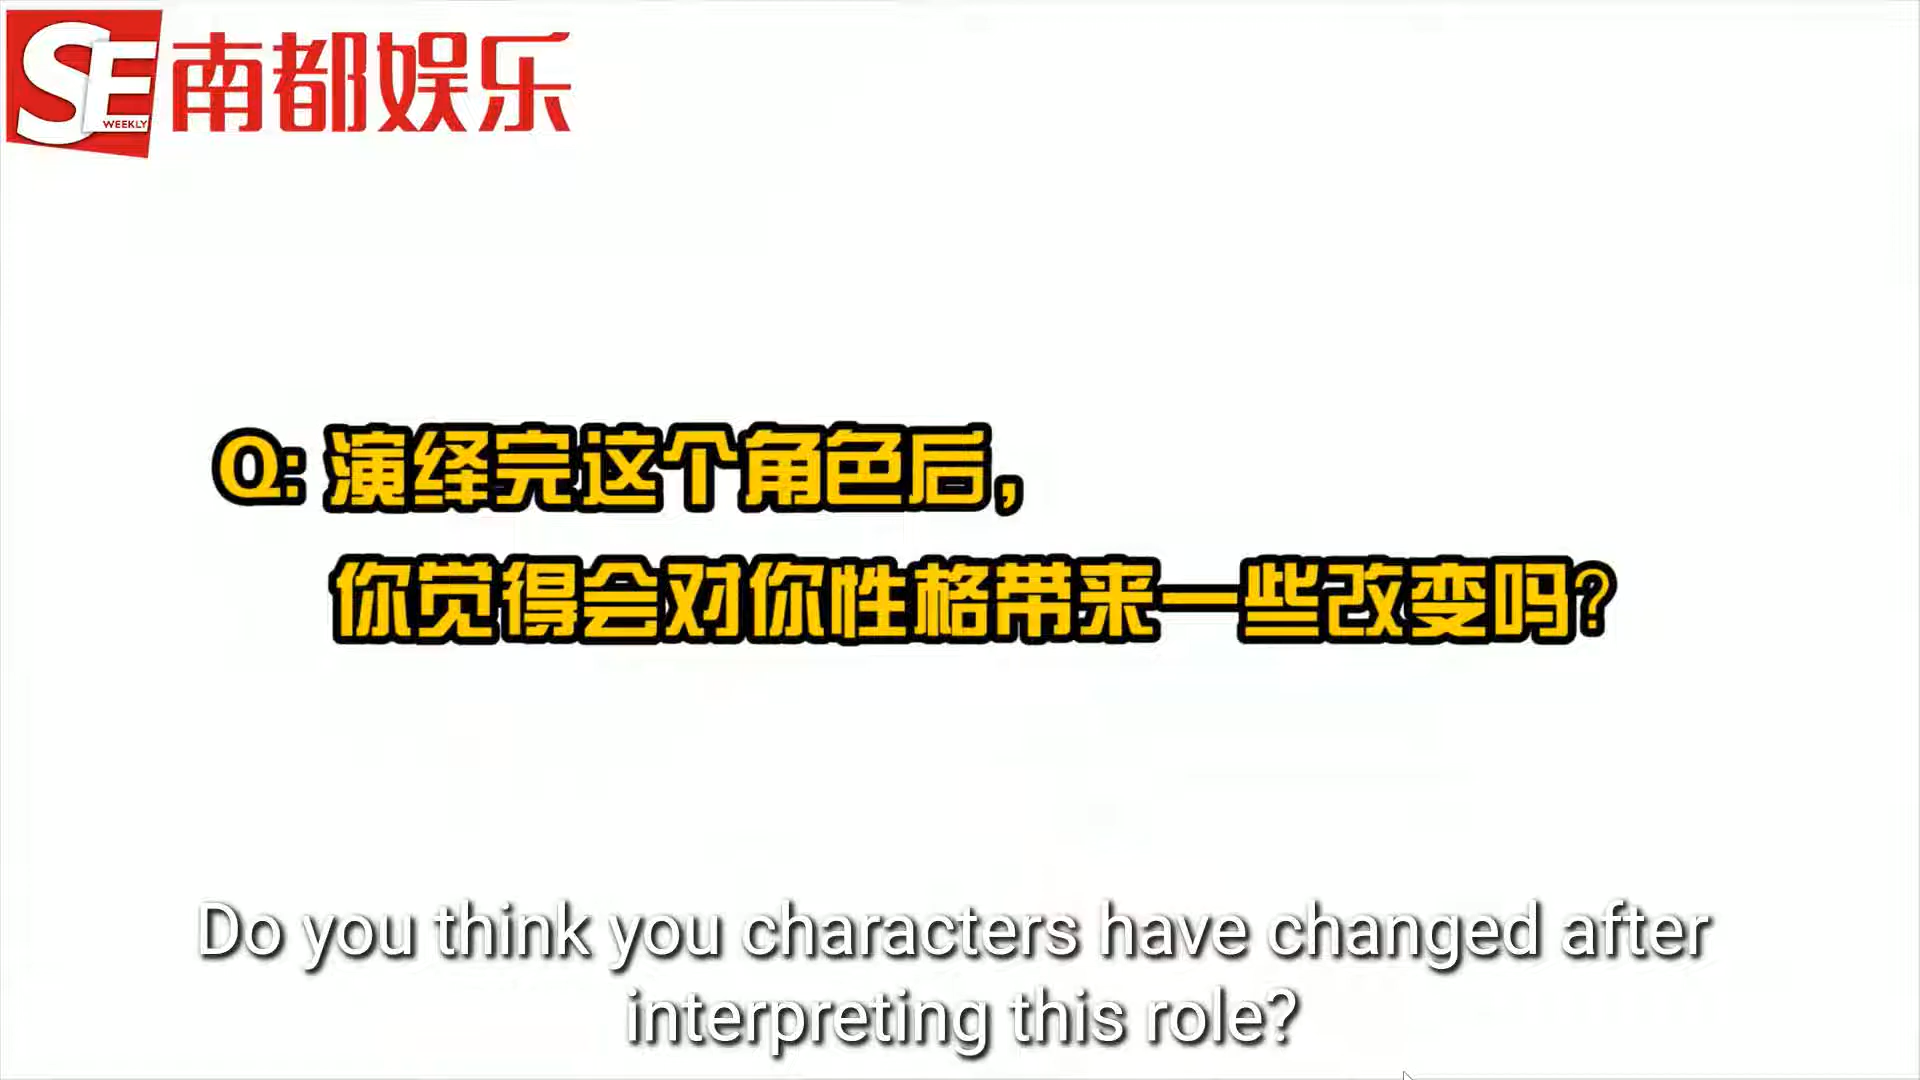 SE WEEKLY 南都娱乐
Q: 演绎完这个角色后，
你觉得会对你性格带来一些改变吗？
Do you think you characters have changed after
interpreting this role?